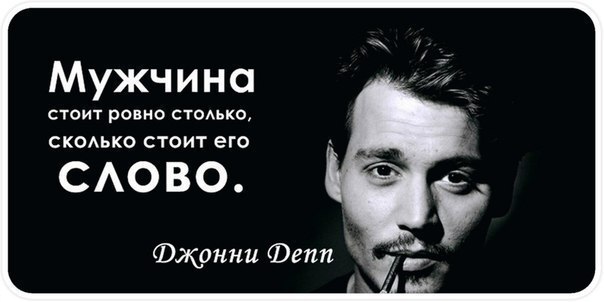 Мужчина
стоит ровно столько,
сколько стоит его
СЛОВО.
Джонни Депп